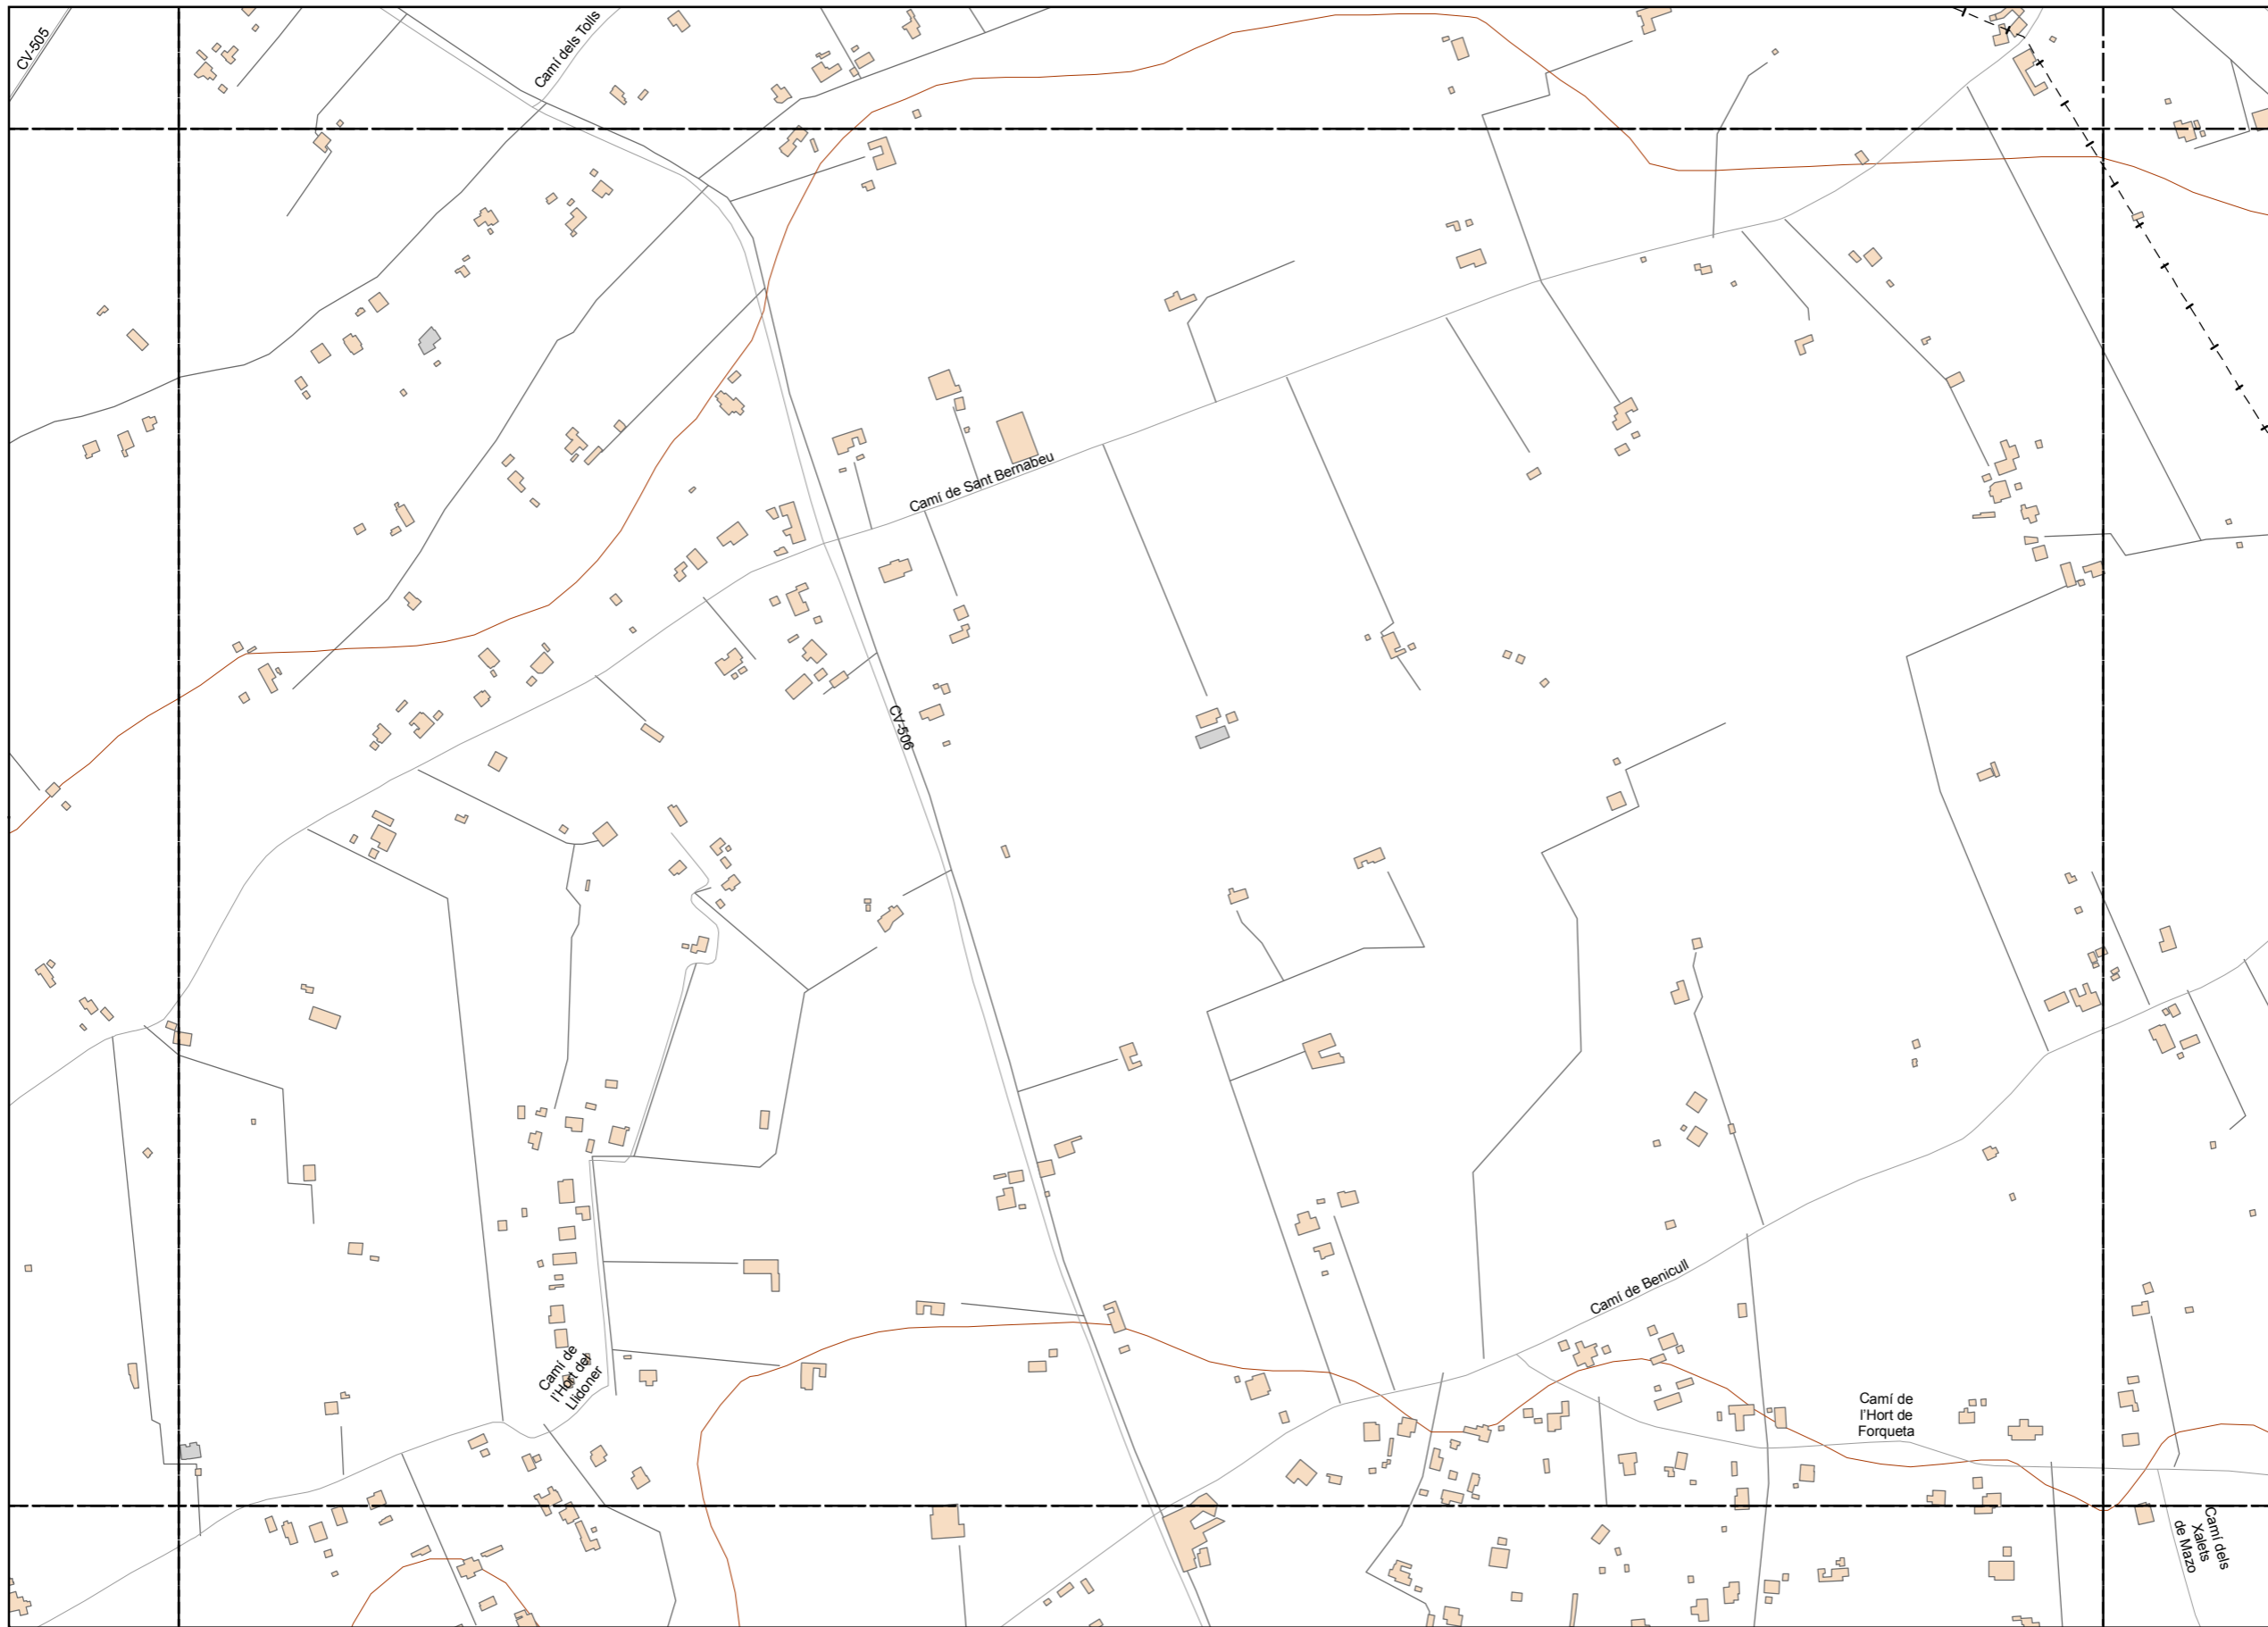 CV-505
Camí dels Tolls
Camí de Sant Bernabeu
CV-506
Camí de Benicull
Camí de
l'Hort del
Llidoner
Camí de
l'Hort de
Forqueta
Camí dels
Xalets
de Mazo